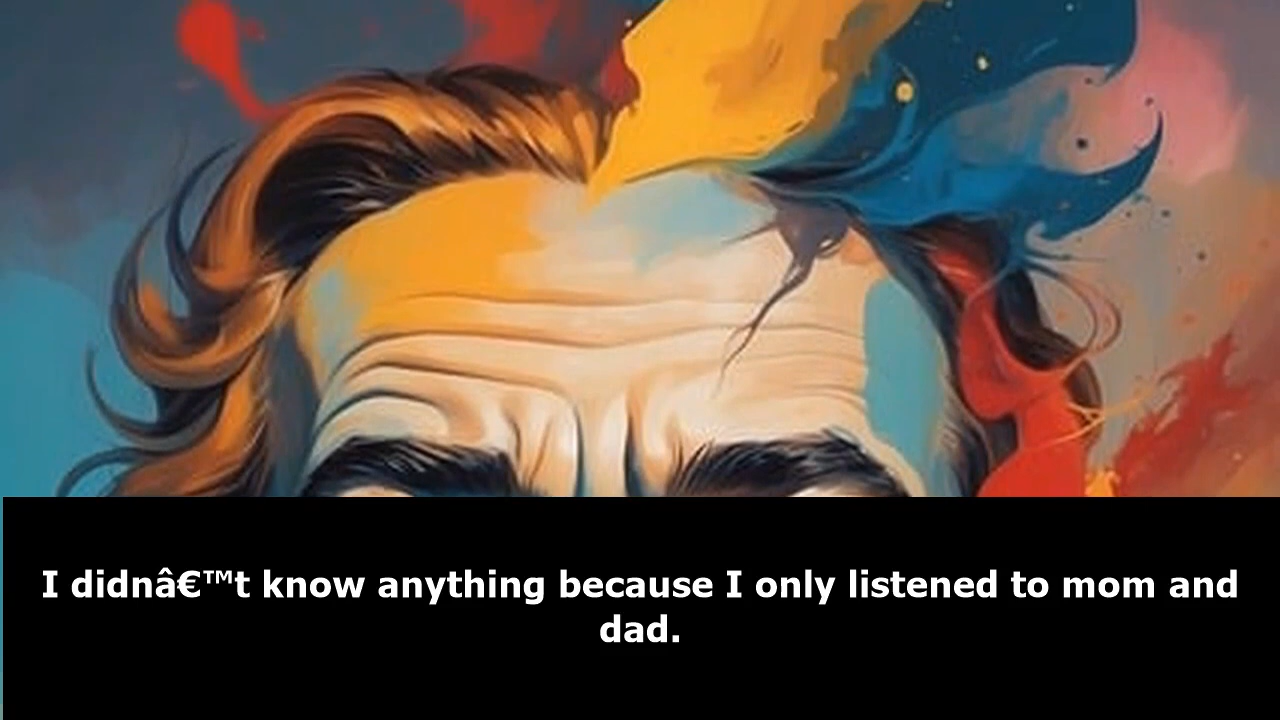 I didnâ€™t know anything because I only listened to mom and
dad.